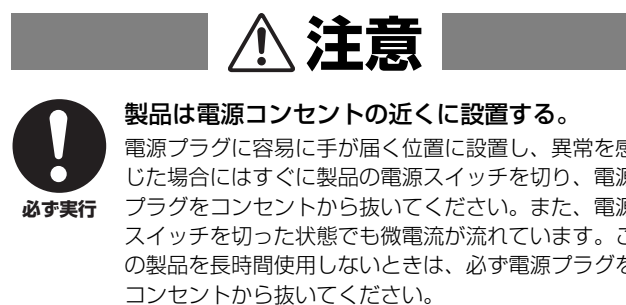 注意
製品は電源コンセントの近くに設置する。
電源プラグに容易に手が届く位置に設置し、異常を感
じた場合にはすぐに製品の電源スイッチを切り、電源
必ず実行
プラグをコンセントから抜いてください。また、電源
スイッチを切った状態でも微電流が流れています。こ
の製品を長時間使用しないときは、必ず電源プラグを
コンセントから抜いてください。